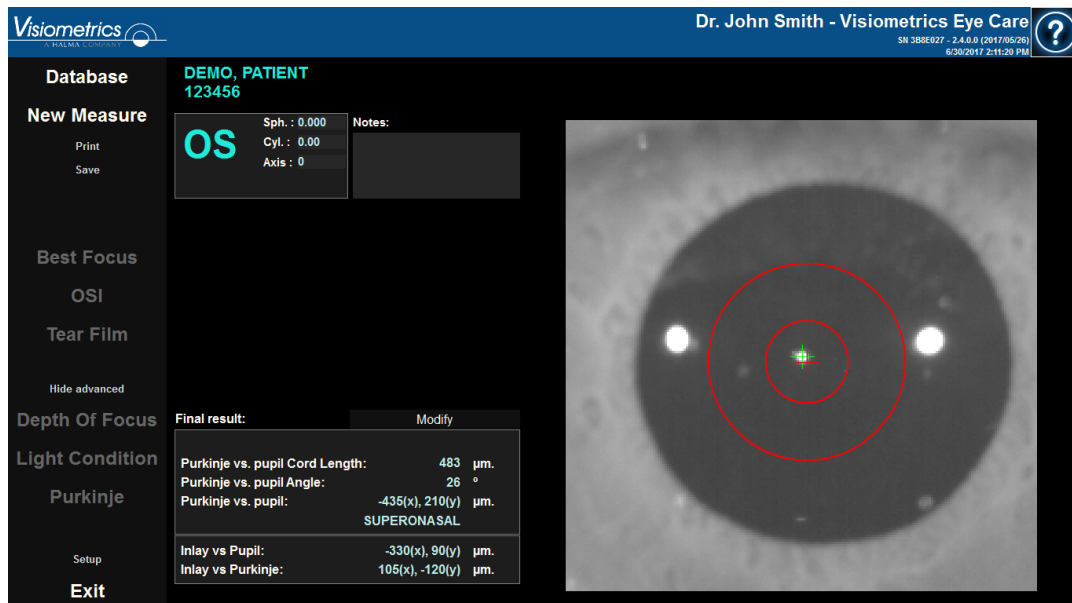 Visiometrics
A HALMA COMPANY
Dr. John Smith - Visiometrics Eye Care
SN 3B8E027 - 2.4.0.0 (2017/05/26)
6/30/2017 2:11:20 PM
?
Database
New Measure
Print
Save
Best Focus
OSI
Tear Film
Hide advanced
Depth Of Focus
Light Condition
Purkinje
Setup
Exit
DEMO, PATIENT
123456
OS
Sph. : 0.000
Cyl. : 0.00
Axis : 0
Notes:
Final result: Modify
Purkinje vs. pupil Cord Length: 483 µm.
Purkinje vs. pupil Angle: 26 º
Purkinje vs. pupil: -435(x), 210(y) µm.
SUPERONASAL
Inlay vs Pupil: -330(x), 90(y) µm.
Inlay vs Purkinje: 105(x), -120(y) µm.